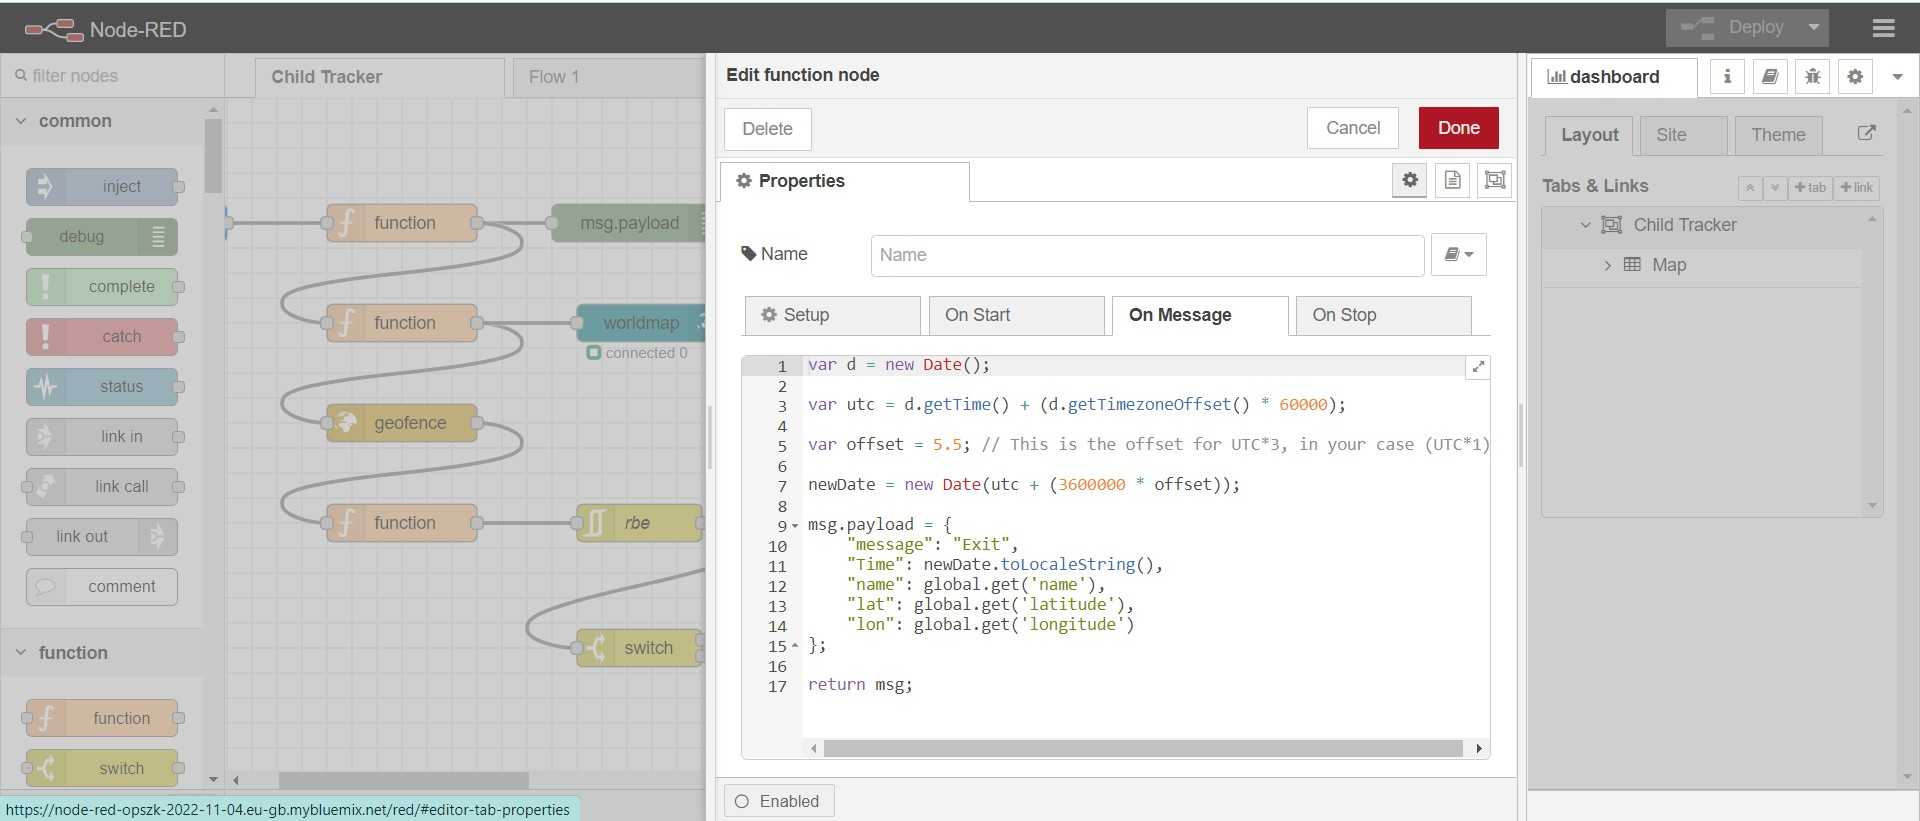 Node-RED
Deploy
filter nodes
Child Tracker
Flow 1
Edit function node
dashboard
i
common
Delete
Cancel
Done
Layout
Site
Theme
inject
Properties
Tabs & Links
+ tab
+ link
debug
function
msg.payload
Name
Name
Child Tracker
Map
complete
catch
function
worldmap
connected 0
Setup
On Start
On Message
On Stop
status
geofence
link in
link call
function
rbe
link out
comment
switch
function
function
switch
1 var d = new Date();
2
3 var utc = d.getTime() + (d.getTimezoneOffset() * 60000);
4
5 var offset = 5.5; // This is the offset for UTC*3, in your case (UTC*1)
6
7 newDate = new Date(utc + (3600000 * offset));
8
9 msg.payload = {
10 "message": "Exit",
11 "Time": newDate.toLocaleString(),
12 "name": global.get('name'),
13 "lat": global.get('latitude'),
14 "lon": global.get('longitude')
15 };
16
17 return msg;
Enabled
https://node-red-opszk-2022-11-04.eu-gb.mybluemix.net/red/#editor-tab-properties